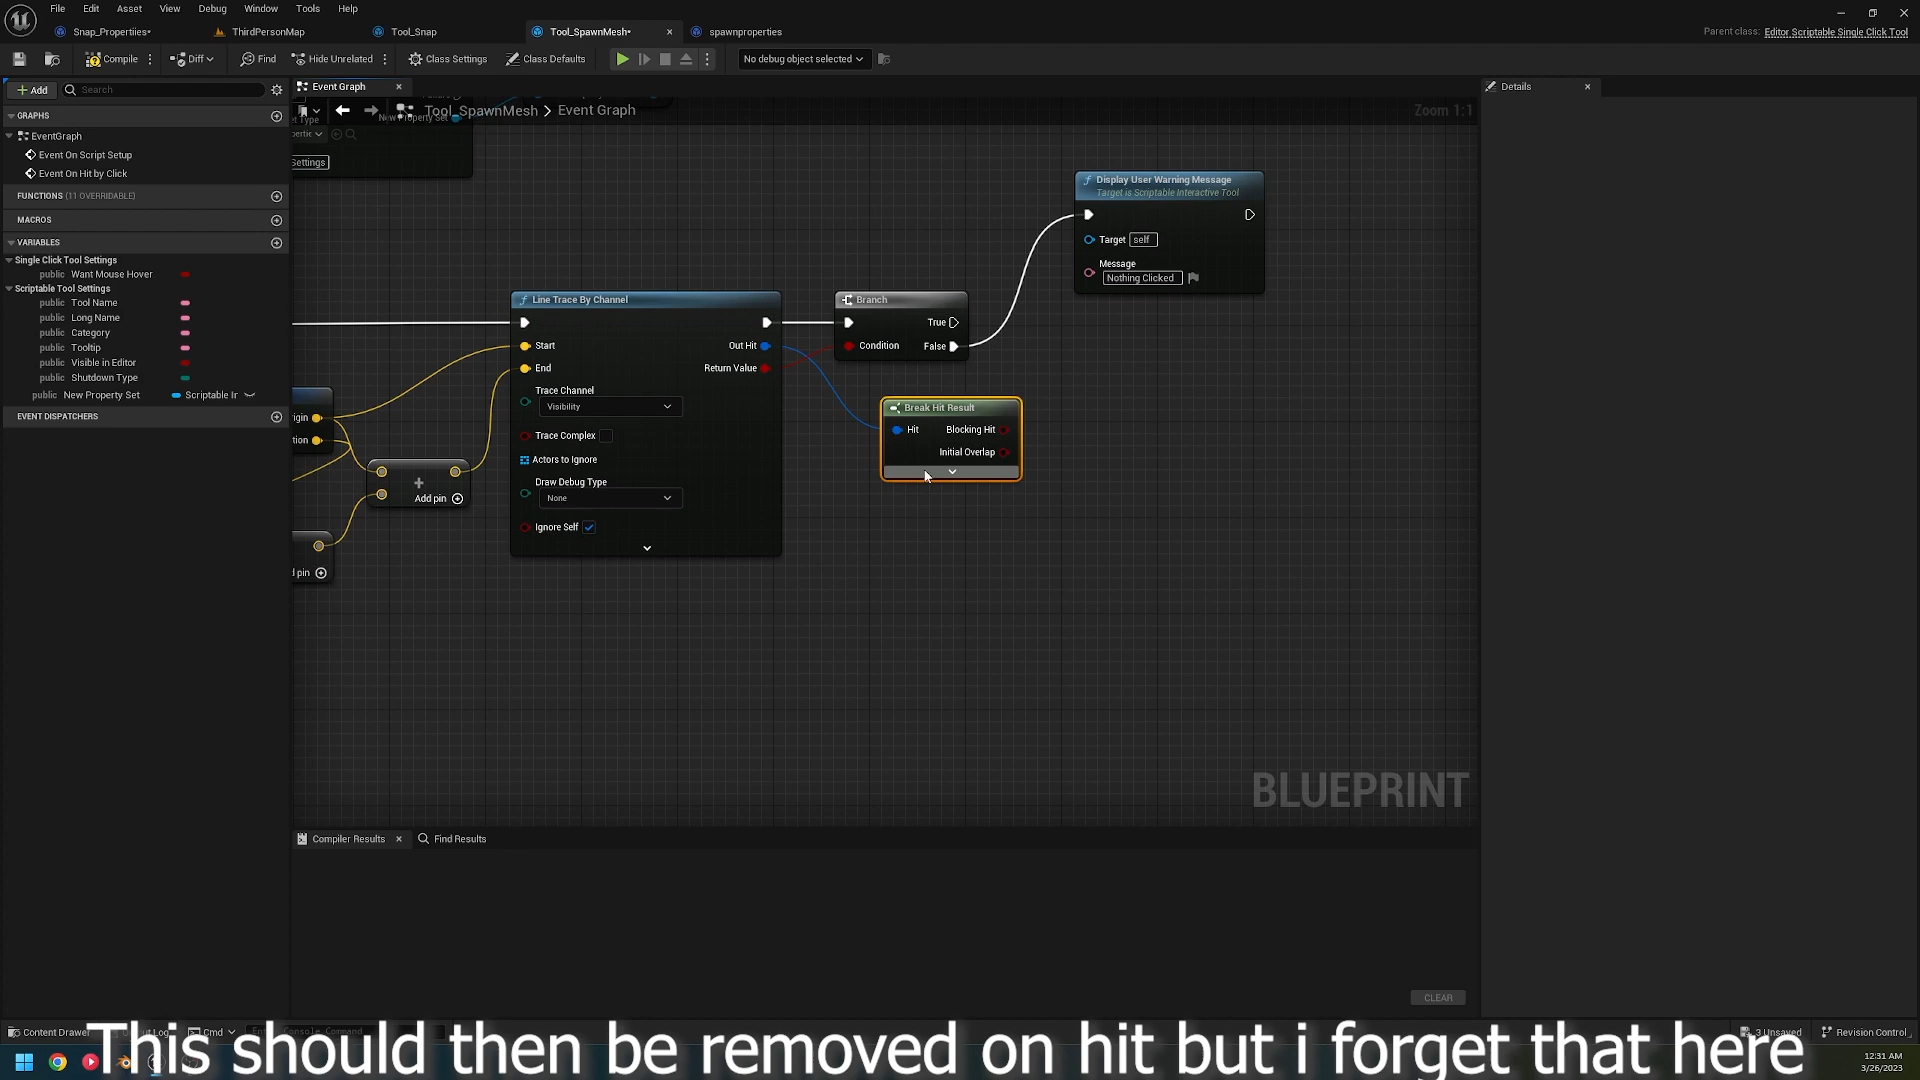 File Edit Asset View Debug Window Tools Help
Snap_Propertiies• ThirdPersonMap Tool_Snap Tool_SpawnMesh• spawnproperties
Parent class: Editor Scriptable Single Click Tool
Compile Diff Find Hide Unrelated Class Settings Class Defaults No debug object selected
Add Search
Event Graph
Details
GRAPHS
Tool_SpawnMesh > Event Graph
Zoom 1:1
New Property Set
EventGraph
Event On Script Setup
Settings
Event On Hit by Click
FUNCTIONS (11 OVERRIDABLE)
MACROS
VARIABLES
Single Click Tool Settings
public Want Mouse Hover
Scriptable Tool Settings
public Tool Name
public Long Name
public Category
public Tooltip
public Visible in Editor
public Shutdown Type
public New Property Set Scriptable Ir
EVENT DISPATCHERS
Display User Warning Message
Target is Scriptable Interactive Tool
Target self
Message
Nothing Clicked
Line Trace By Channel
Start
Out Hit
End
Return Value
Trace Channel
Visibility
Trace Complex
Actors to Ignore
Draw Debug Type
None
Ignore Self
Branch
True
Condition False
Break Hit Result
Hit Blocking Hit
Initial Overlap
igin
tion
Add pin
pin
BLUEPRINT
Compiler Results Find Results
CLEAR
Content Drawer Cmd
3 Unsaved Revision Control
This should then be removed on hit but i forget that here
12:31 AM
3/26/2023